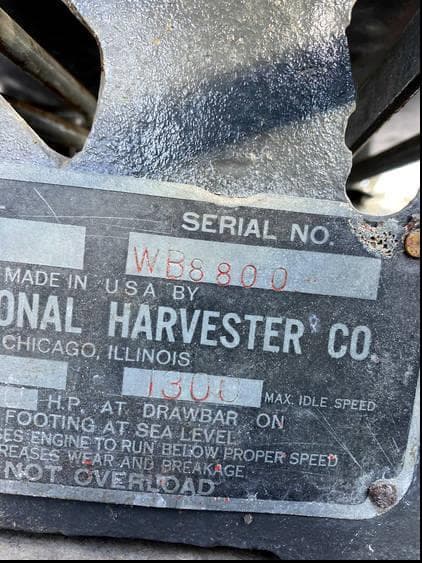 SERIAL NO.
WB8800
MADE IN U.S.A BY
ONAL HARVESTER CO.
CHICAGO, ILLINOIS
1300 MAX. IDLE SPEED
H.P. AT DRAWBAR ON
FOOTING AT SEA LEVEL
ES ENGINE TO RUN BELOW PROPER SPEED
REASES WEAR AND BREAKAGE
NOT OVERLOAD